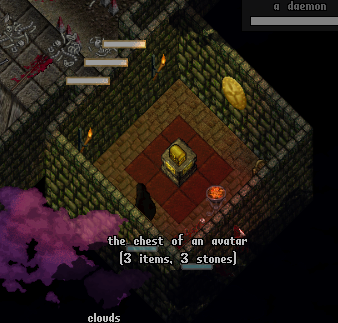 a daemon
the chest of an avatar
(3 items, 3 stones)
clouds